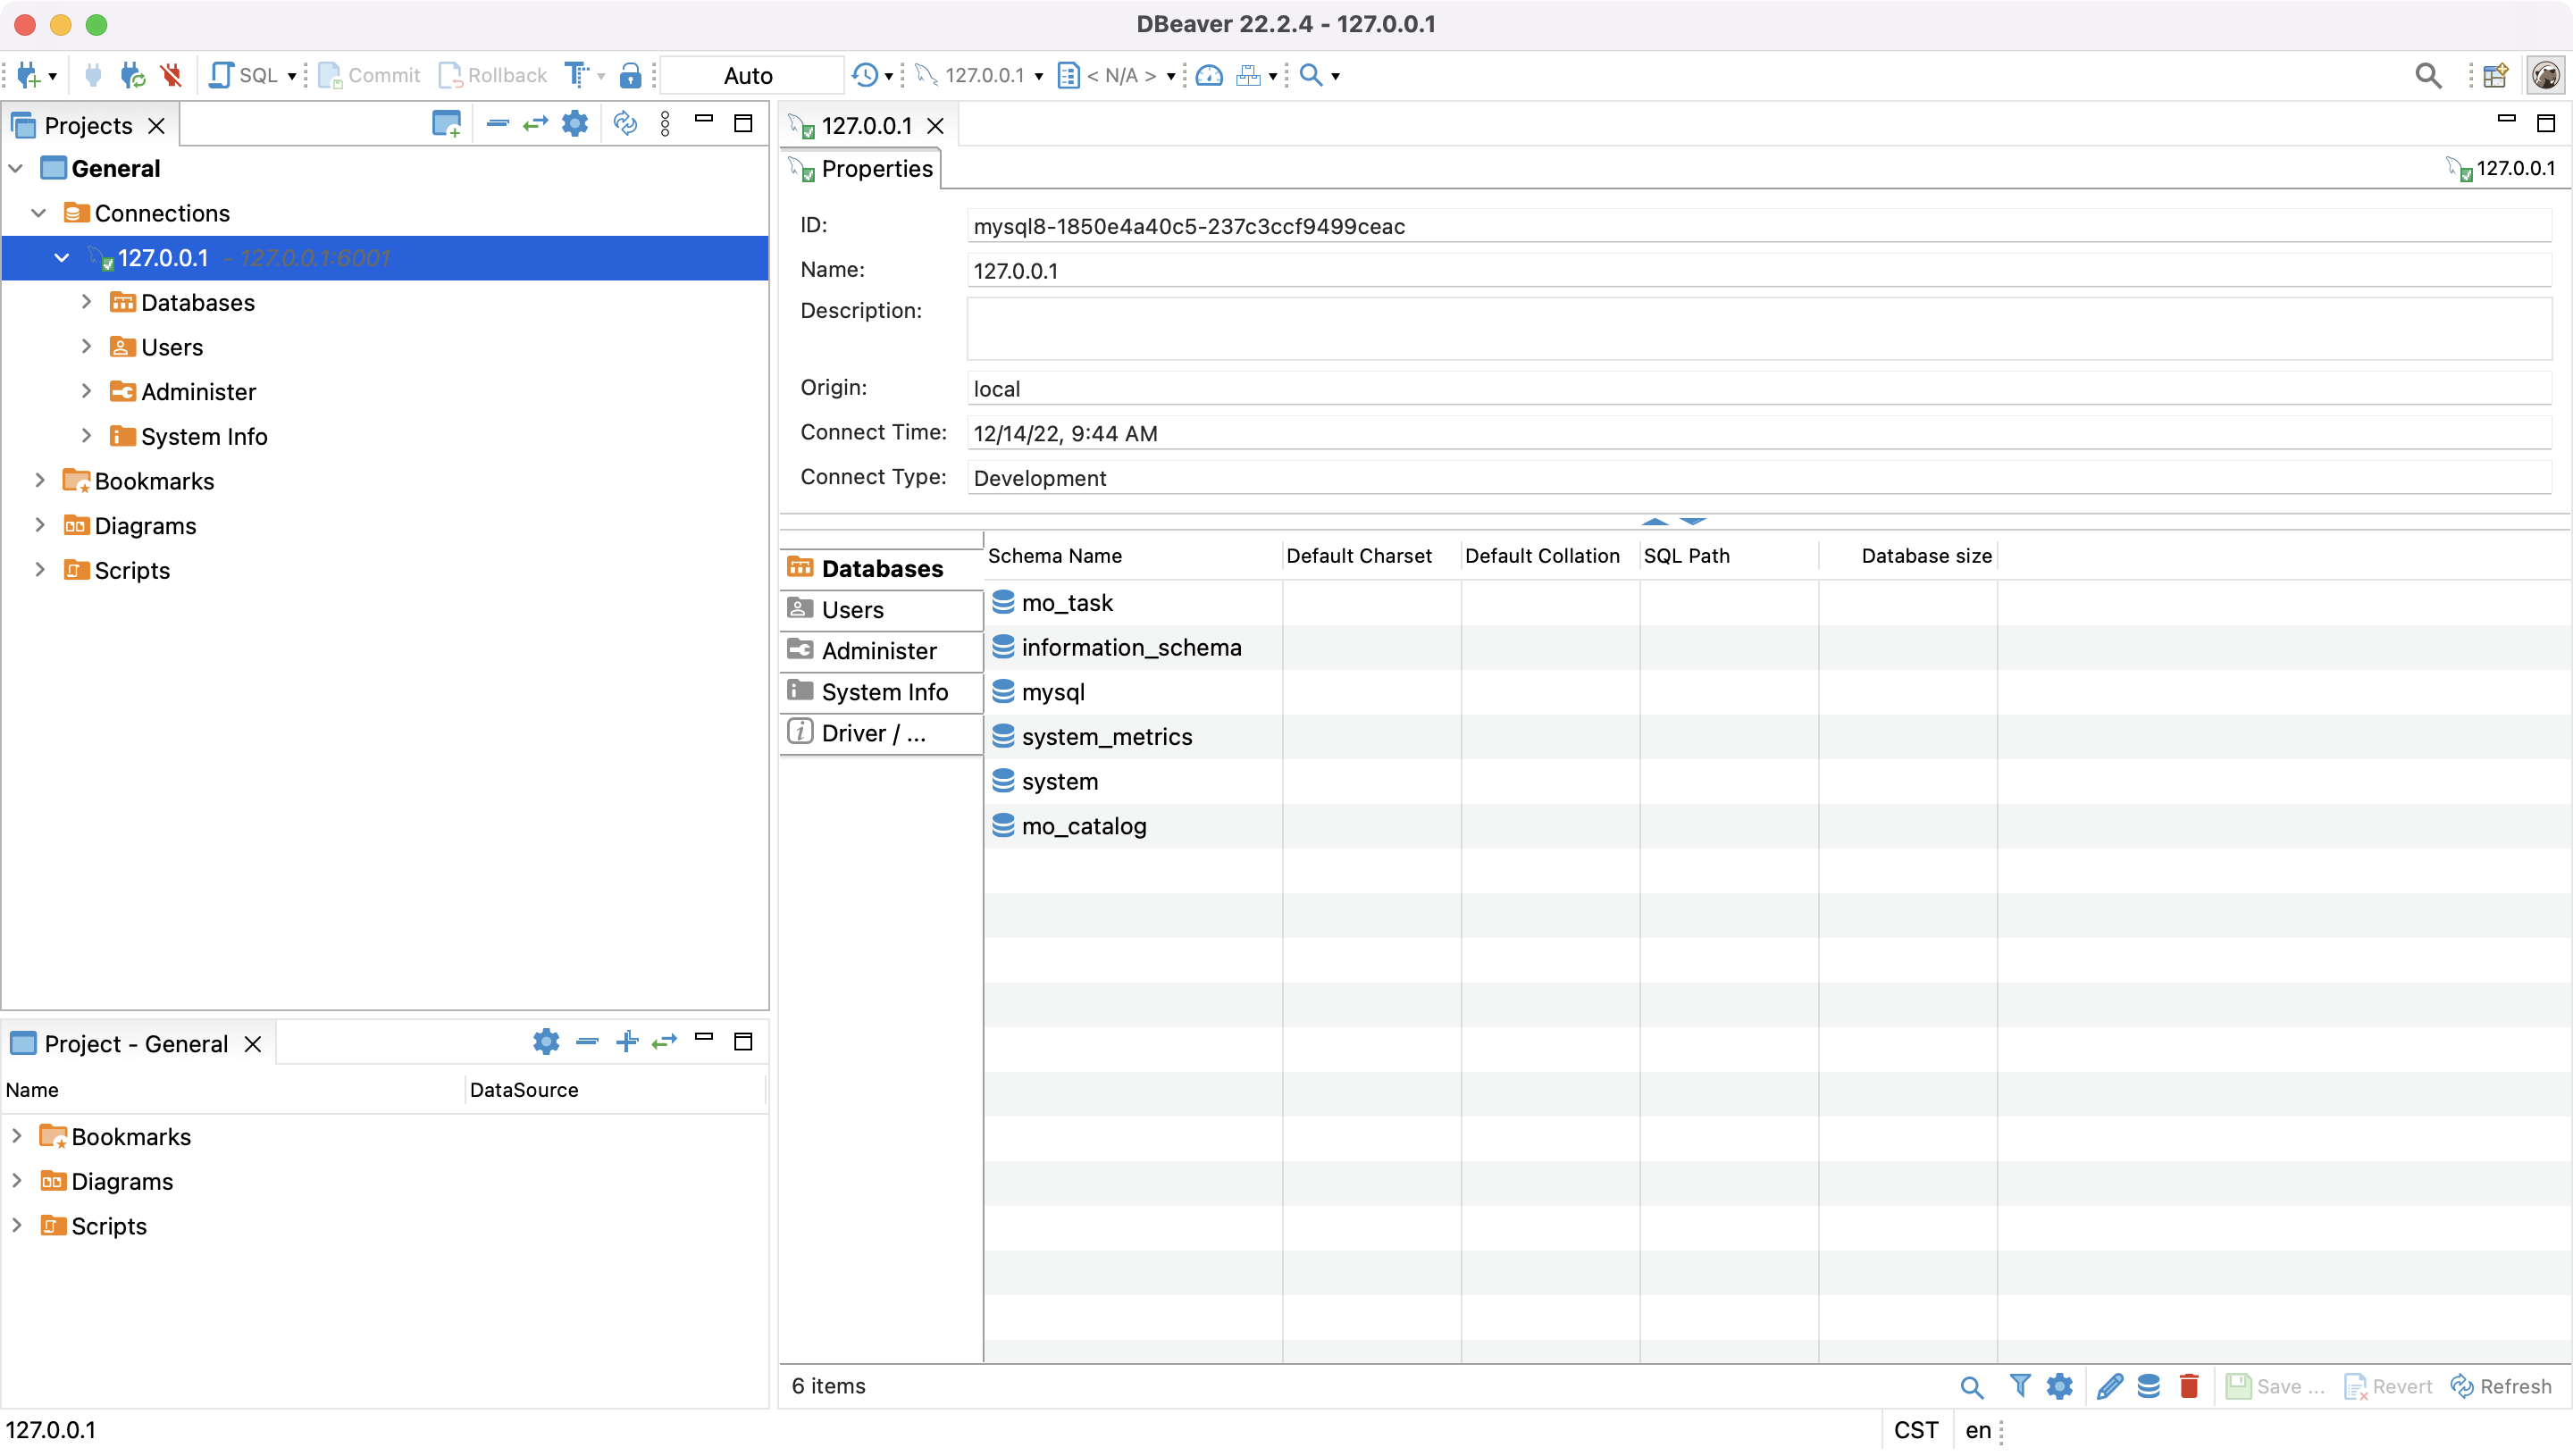 DBeaver 22.2.4 - 127.0.0.1
SQL Commit Rollback Auto 127.0.0.1 < N/A >
Projects
General
Connections
127.0.0.1 - 127.0.0.1:6001
Databases
Users
Administer
System Info
Bookmarks
Diagrams
Scripts
Project - General
Name DataSource
Bookmarks
Diagrams
Scripts
127.0.0.1
Properties 127.0.0.1
ID: mysql8-1850e4a40c5-237c3ccf9499ceac
Name: 127.0.0.1
Description:
Origin: local
Connect Time: 12/14/22, 9:44 AM
Connect Type: Development
Databases
Users
Administer
System Info
Driver / ...
Schema Name Default Charset Default Collation SQL Path Database size
mo_task
information_schema
mysql
system_metrics
system
mo_catalog
6 items Save ... Revert Refresh
127.0.0.1 CST en